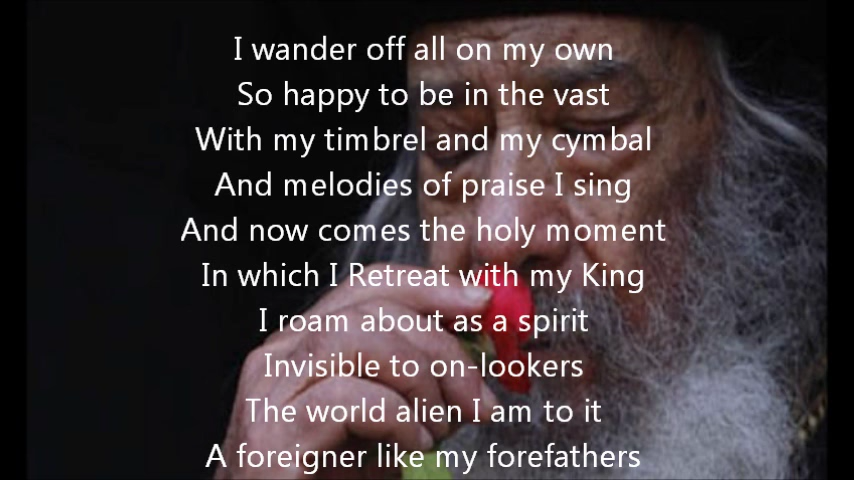 I wander off all on my own
So happy to be in the vast
With my timbrel and my cymbal
And melodies of praise I sing
And now comes the holy moment
In which I Retreat with my King
I roam about as a spirit
Invisible to on-lookers
The world alien I am to it
A foreigner like my forefathers